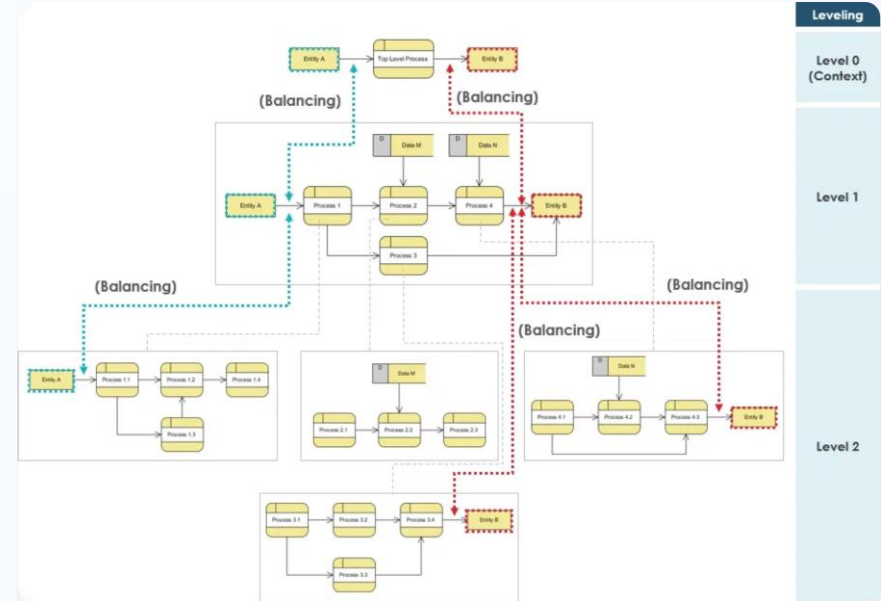 Leveling
Entity A
Top Level Process
Entity B
Level 0
(Context)
(Balancing)
(Balancing)
D
Data M
D
Data N
Entity A
Process 1
Process 2
Process 4
Entity B
Level 1
Process 3
(Balancing)
(Balancing)
(Balancing)
Entity A
Process 1.1
Process 1.2
Process 1.4
Process 1.3
D
Data M
Process 2.1
Process 2.2
Process 2.3
D
Data N
Process 4.1
Process 4.2
Process 4.3
Entity B
Level 2
Process 3.1
Process 3.2
Process 3.4
Entity B
Process 3.3